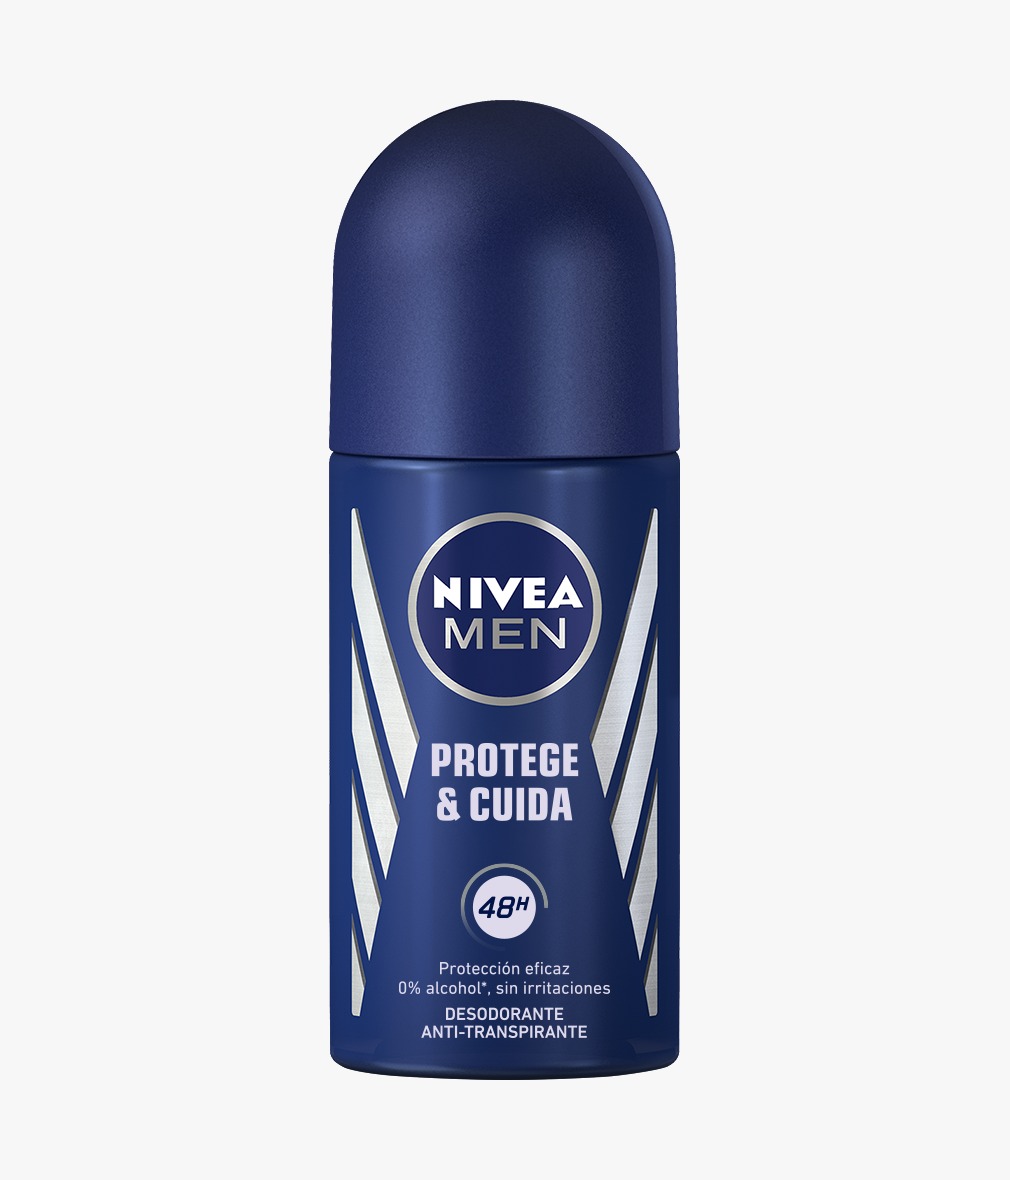 NIVEA
MEN
PROTEGE
& CUIDA
48H
Protección eficaz
0% alcohol*, sin irritaciones
DESODORANTE
ANTI-TRANSPIRANTE